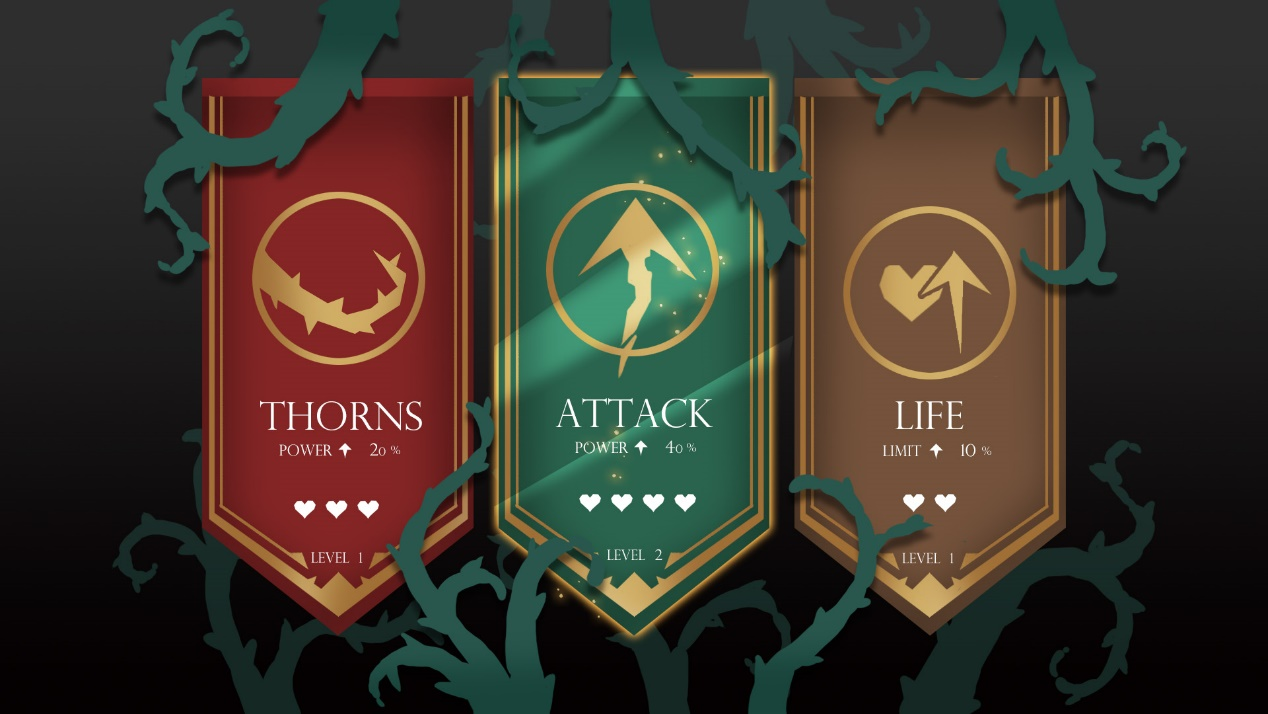 THORNS
POWER 20 %
LEVEL 1
ATTACK
POWER 40 %
LEVEL 2
LIFE
LIMIT 10 %
LEVEL 1